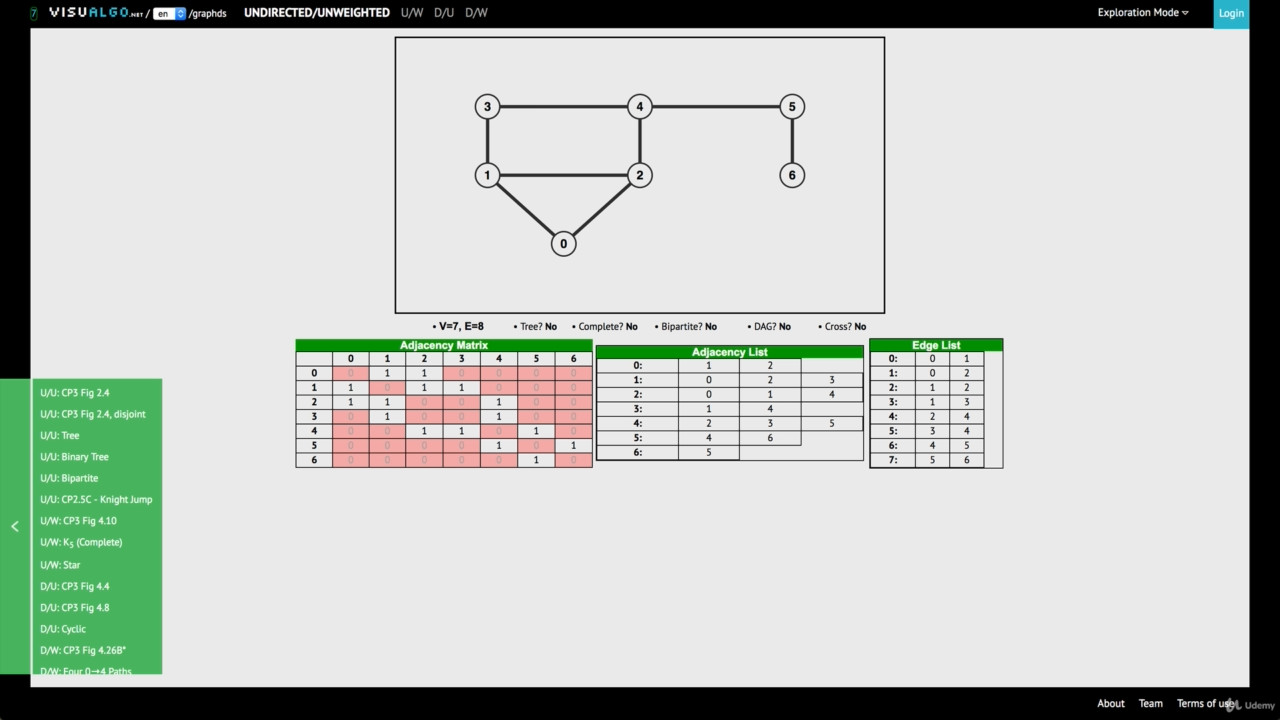 7 VISUALGO.NET / en /graphds UNDIRECTED/UNWEIGHTED U/W D/U D/W Exploration Mode ▿ Login
3 4 5
1 2 6
0
• V=7, E=8 • Tree? No • Complete? No • Bipartite? No • DAG? No • Cross? No
Adjacency Matrix
0 1 2 3 4 5 6
0 0 1 1 0 0 0 0
1 1 0 1 1 0 0 0
2 1 1 0 0 1 0 0
3 0 1 0 0 1 0 0
4 0 0 1 1 0 1 0
5 0 0 0 0 1 0 1
6 0 0 0 0 0 1 0
Adjacency List
0: 1 2
1: 0 2 3
2: 0 1 4
3: 1 4
4: 2 3 5
5: 4 6
6: 5
Edge List
0: 0 1
1: 0 2
2: 1 2
3: 1 3
4: 2 4
5: 3 4
6: 4 5
7: 5 6
U/U: CP3 Fig 2.4
U/U: CP3 Fig 2.4, disjoint
U/U: Tree
U/U: Binary Tree
U/U: Bipartite
U/U: CP2.5C - Knight Jump
U/W: CP3 Fig 4.10
U/W: K5 (Complete)
U/W: Star
D/U: CP3 Fig 4.4
D/U: CP3 Fig 4.8
D/U: Cyclic
D/W: CP3 Fig 4.26B*
D/W: Four 0→4 Paths
<
About Team Terms of use
Udemy